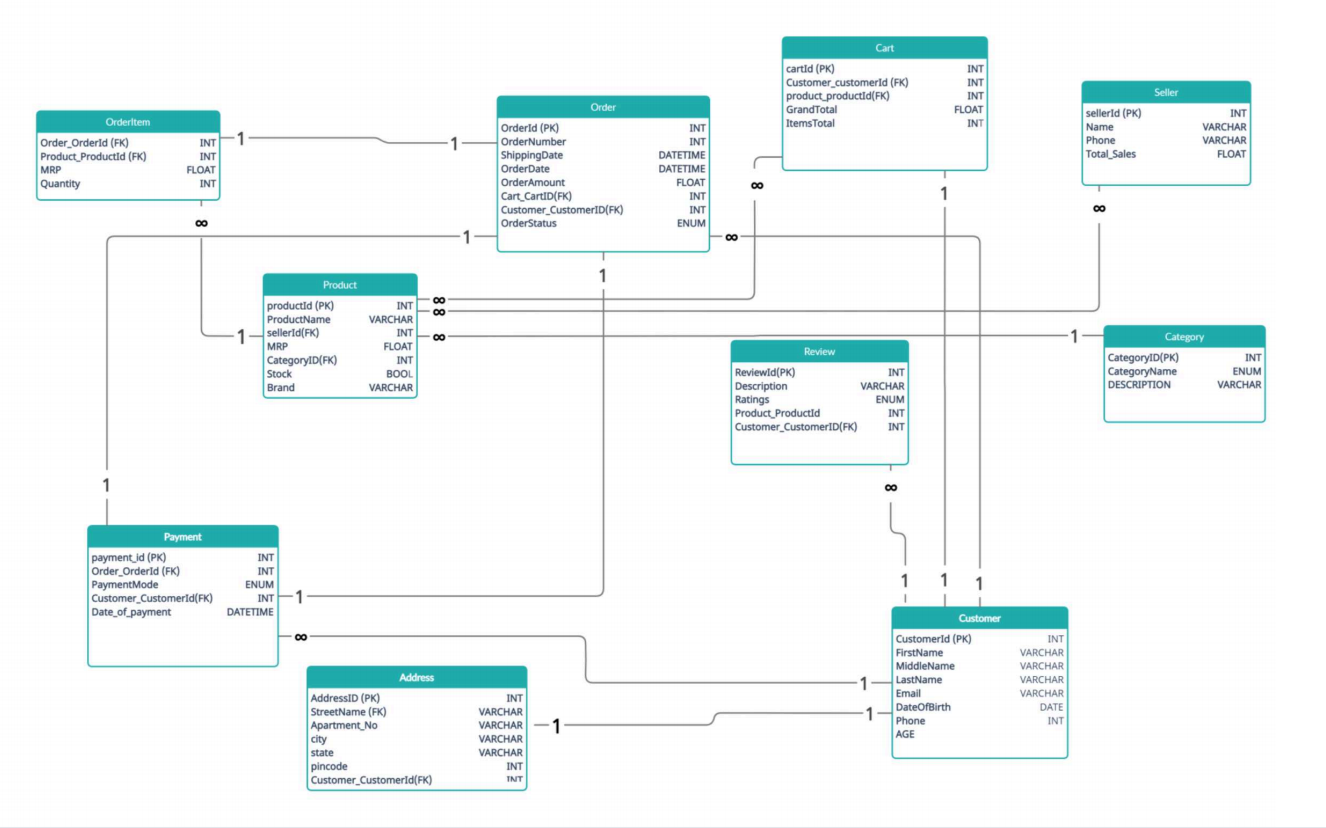 Cart
cartId (PK) INT
Customer_customerId (FK) INT
product_productId(FK) INT
GrandTotal FLOAT
ItemsTotal INT
∞
1
Seller
sellerId (PK) INT
Name VARCHAR
Phone VARCHAR
Total_Sales FLOAT
∞
OrderItem
Order_OrderId (FK) INT
Product_ProductId (FK) INT
MRP FLOAT
Quantity INT
1
∞
Order
OrderId (PK) INT
OrderNumber INT
ShippingDate DATETIME
OrderDate DATETIME
OrderAmount FLOAT
Cart_CartID(FK) INT
Customer_CustomerID(FK) INT
OrderStatus ENUM
1
1
∞
1
Product
productId (PK) INT
ProductName VARCHAR
sellerId(FK) INT
MRP FLOAT
CategoryID(FK) INT
Stock BOOL
Brand VARCHAR
∞
∞
1 ∞
1
Category
CategoryID(PK) INT
CategoryName ENUM
DESCRIPTION VARCHAR
Review
ReviewId(PK) INT
Description VARCHAR
Ratings ENUM
Product_ProductId INT
Customer_CustomerID(FK) INT
∞
1
Payment
payment_id (PK) INT
Order_OrderId (FK) INT
PaymentMode ENUM
Customer_CustomerId(FK) INT
Date_of_payment DATETIME
1
∞
1 1 1
Customer
CustomerId (PK) INT
FirstName VARCHAR
MiddleName VARCHAR
LastName VARCHAR
Email VARCHAR
DateOfBirth DATE
Phone INT
AGE
1
1
Address
AddressID (PK) INT
StreetName (FK) VARCHAR
Apartment_No VARCHAR
city VARCHAR
state VARCHAR
pincode INT
Customer_CustomerId(FK) INT
1